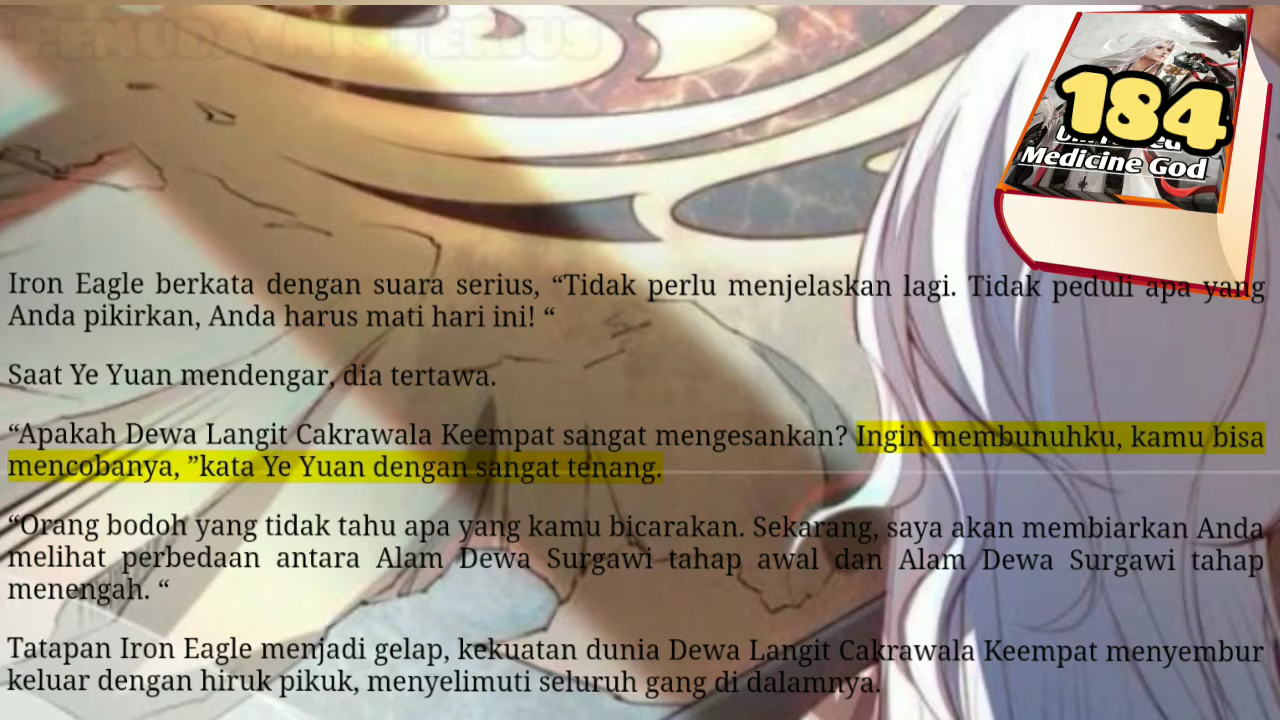 PEMUDA MISTERIUS
184
Medicine God
Iron Eagle berkata dengan suara serius, “Tidak perlu menjelaskan lagi. Tidak peduli apa yang
Anda pikirkan, Anda harus mati hari ini! “
Saat Ye Yuan mendengar, dia tertawa.
“Apakah Dewa Langit Cakrawala Keempat sangat mengesankan? Ingin membunuhku, kamu bisa
mencobanya, ”kata Ye Yuan dengan sangat tenang.
“Orang bodoh yang tidak tahu apa yang kamu bicarakan. Sekarang, saya akan membiarkan Anda
melihat perbedaan antara Alam Dewa Surgawi tahap awal dan Alam Dewa Surgawi tahap
menengah. “
Tatapan Iron Eagle menjadi gelap, kekuatan dunia Dewa Langit Cakrawala Keempat menyembur
keluar dengan hiruk pikuk, menyelimuti seluruh gang di dalamnya.